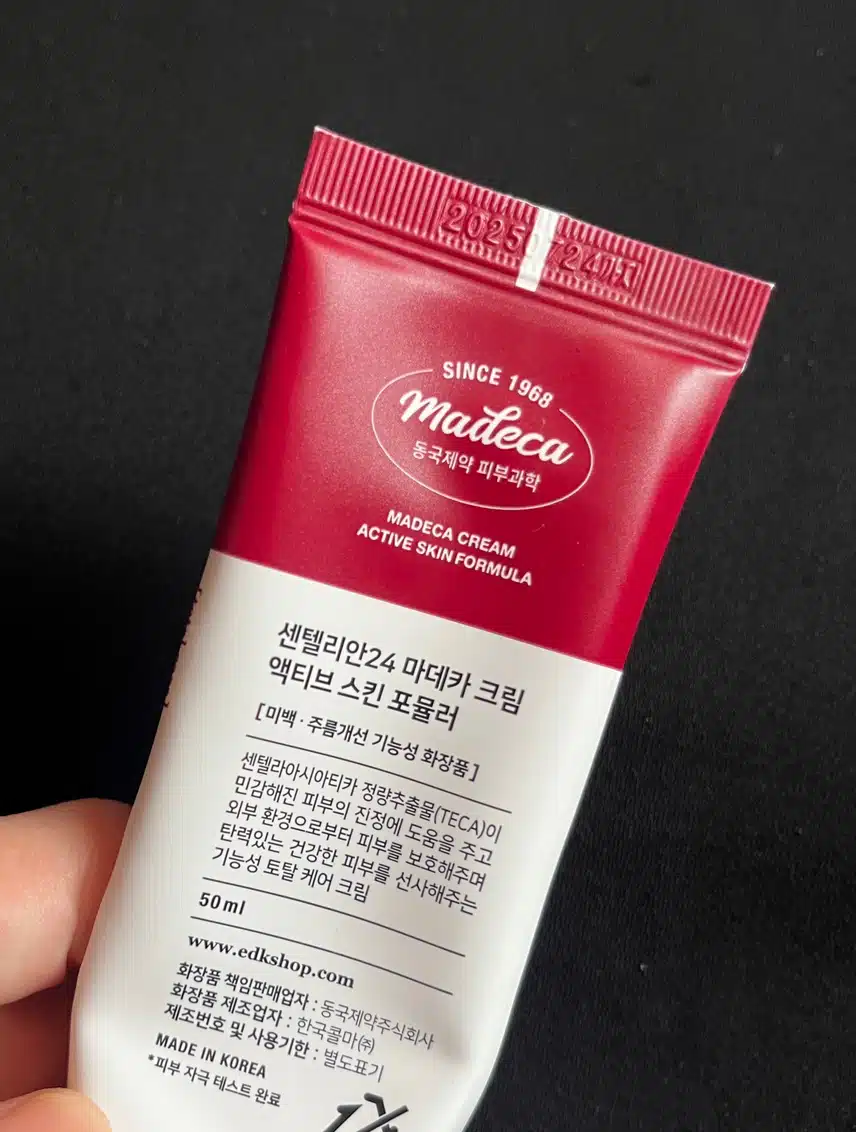 20250724까지
SINCE 1968
Madeca
동국제약 피부과학
MADECA CREAM
ACTIVE SKIN FORMULA
센텔리안24 마데카 크림
액티브 스킨 포뮬러
[미백 · 주름개선 기능성 화장품]
센텔라아시아티카 정량추출물(TECA)이
민감해진 피부의 진정에 도움을 주고
외부 환경으로부터 피부를 보호해주며
탄력있는 건강한 피부를 선사해주는
기능성 토탈 케어 크림
50ml
www.edkshop.com
화장품 책임판매업자 : 동국제약주식회사
화장품 제조업자 : 한국콜마㈜
제조번호 및 사용기한 : 별도표기
MADE IN KOREA
*피부 자극 테스트 완료